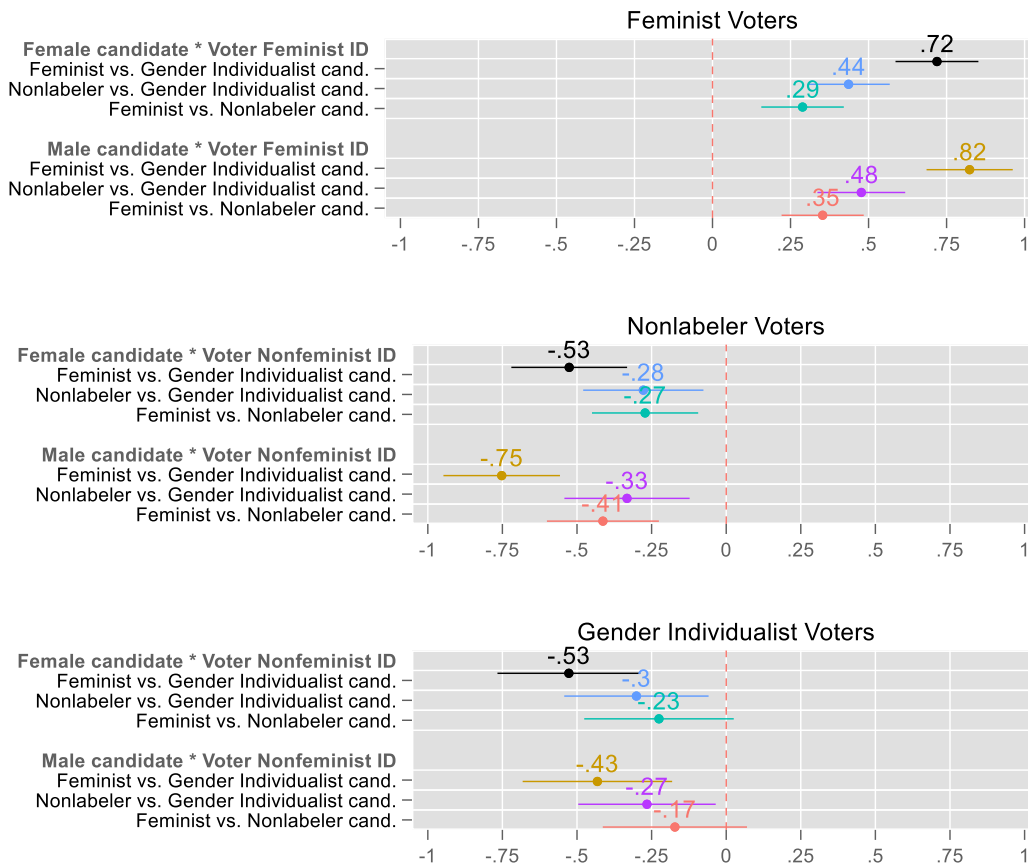 Feminist Voters
Female candidate * Voter Feminist ID
.72
Feminist vs. Gender Individualist cand.
.44
Nonlabeler vs. Gender Individualist cand.
.29
Feminist vs. Nonlabeler cand.
Male candidate * Voter Feminist ID
.82
Feminist vs. Gender Individualist cand.
.48
Nonlabeler vs. Gender Individualist cand.
.35
Feminist vs. Nonlabeler cand.
-1 -.75 -.5 -.25 0 .25 .5 .75 1
Nonlabeler Voters
Female candidate * Voter Nonfeminist ID
-.53
Feminist vs. Gender Individualist cand.
-.28
Nonlabeler vs. Gender Individualist cand.
-.27
Feminist vs. Nonlabeler cand.
Male candidate * Voter Nonfeminist ID
-.75
Feminist vs. Gender Individualist cand.
-.33
Nonlabeler vs. Gender Individualist cand.
-.41
Feminist vs. Nonlabeler cand.
-1 -.75 -.5 -.25 0 .25 .5 .75 1
Gender Individualist Voters
Female candidate * Voter Nonfeminist ID
-.53
Feminist vs. Gender Individualist cand.
-.3
Nonlabeler vs. Gender Individualist cand.
-.23
Feminist vs. Nonlabeler cand.
Male candidate * Voter Nonfeminist ID
-.43
Feminist vs. Gender Individualist cand.
-.27
Nonlabeler vs. Gender Individualist cand.
-.17
Feminist vs. Nonlabeler cand.
-1 -.75 -.5 -.25 0 .25 .5 .75 1